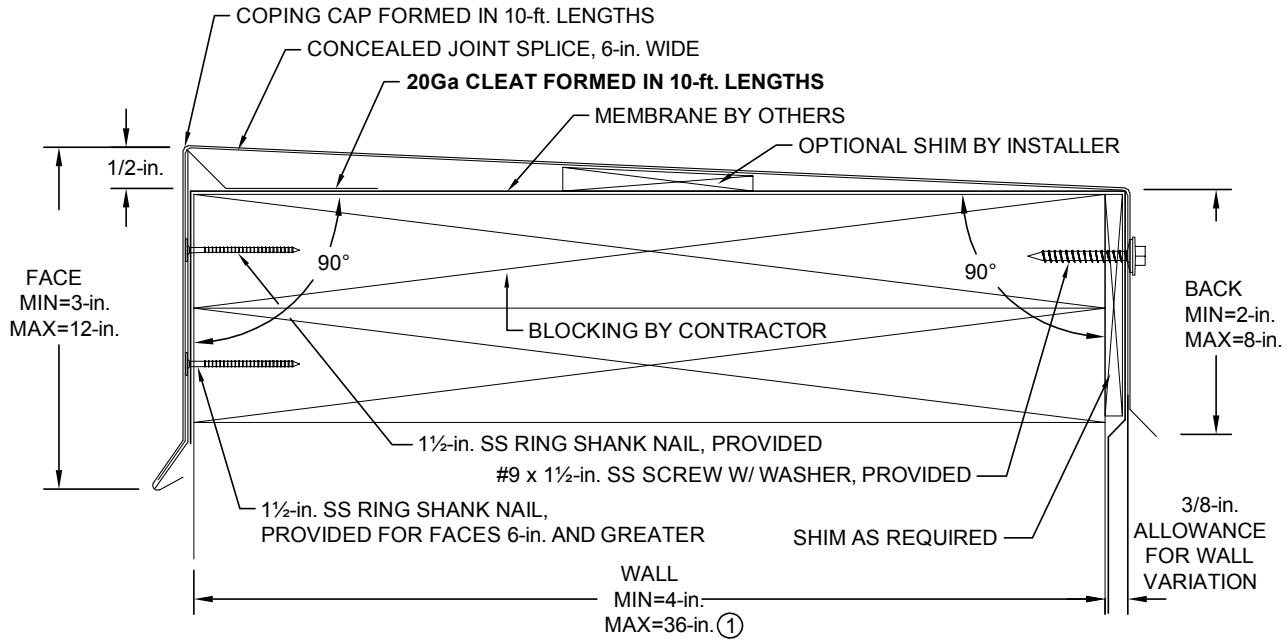 COPING CAP FORMED IN 10-ft. LENGTHS
CONCEALED JOINT SPLICE, 6-in. WIDE
20Ga CLEAT FORMED IN 10-ft. LENGTHS
MEMBRANE BY OTHERS
OPTIONAL SHIM BY INSTALLER
1/2-in.
FACE
MIN=3-in.
MAX=12-in.
90°
90°
BACK
MIN=2-in.
MAX=8-in.
BLOCKING BY CONTRACTOR
1½-in. SS RING SHANK NAIL, PROVIDED
#9 x 1½-in. SS SCREW W/ WASHER, PROVIDED
1½-in. SS RING SHANK NAIL,
PROVIDED FOR FACES 6-in. AND GREATER
SHIM AS REQUIRED
3/8-in.
ALLOWANCE
FOR WALL
VARIATION
WALL
MIN=4-in.
MAX=36-in. ①